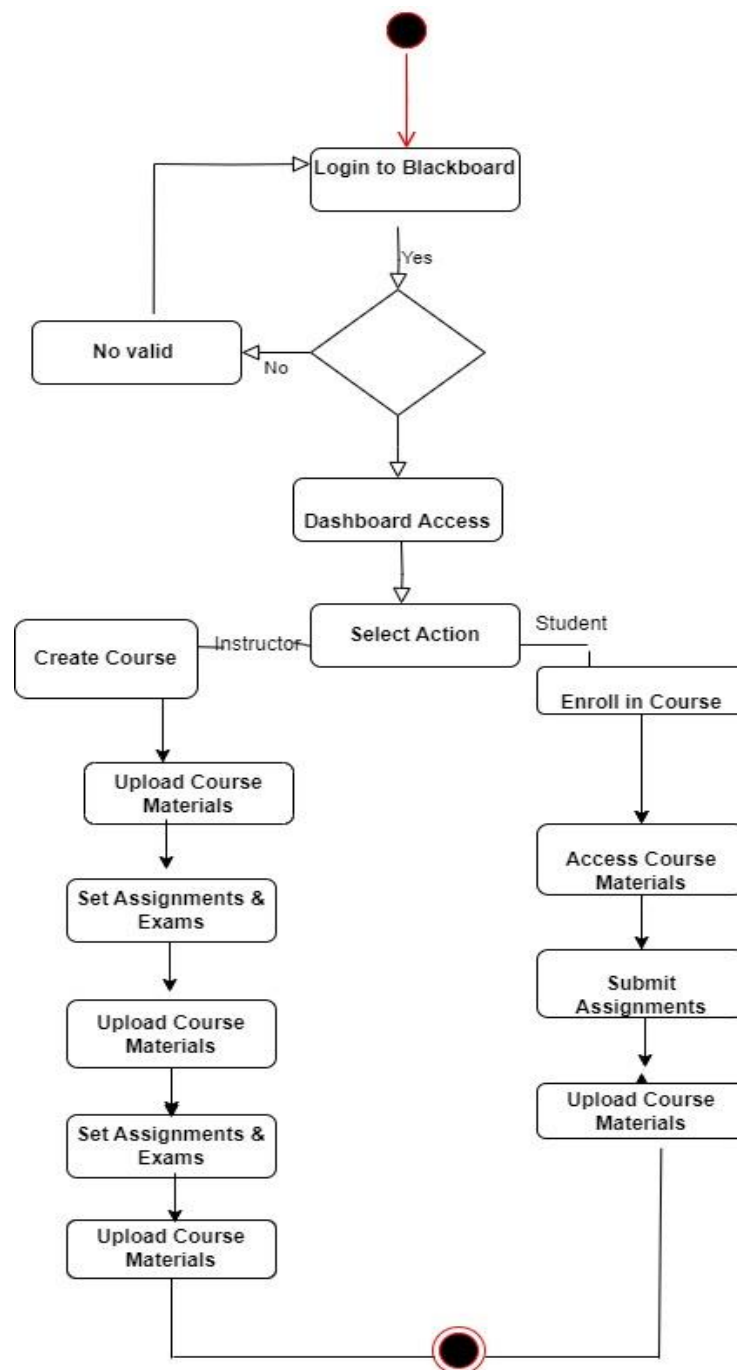 Login to Blackboard
Yes
No valid
No
Dashboard Access
Select Action
Instructor
Student
Create Course
Enroll in Course
Upload Course
Materials
Access Course
Materials
Set Assignments &
Exams
Submit
Assignments
Upload Course
Materials
Upload Course
Materials
Set Assignments &
Exams
Upload Course
Materials